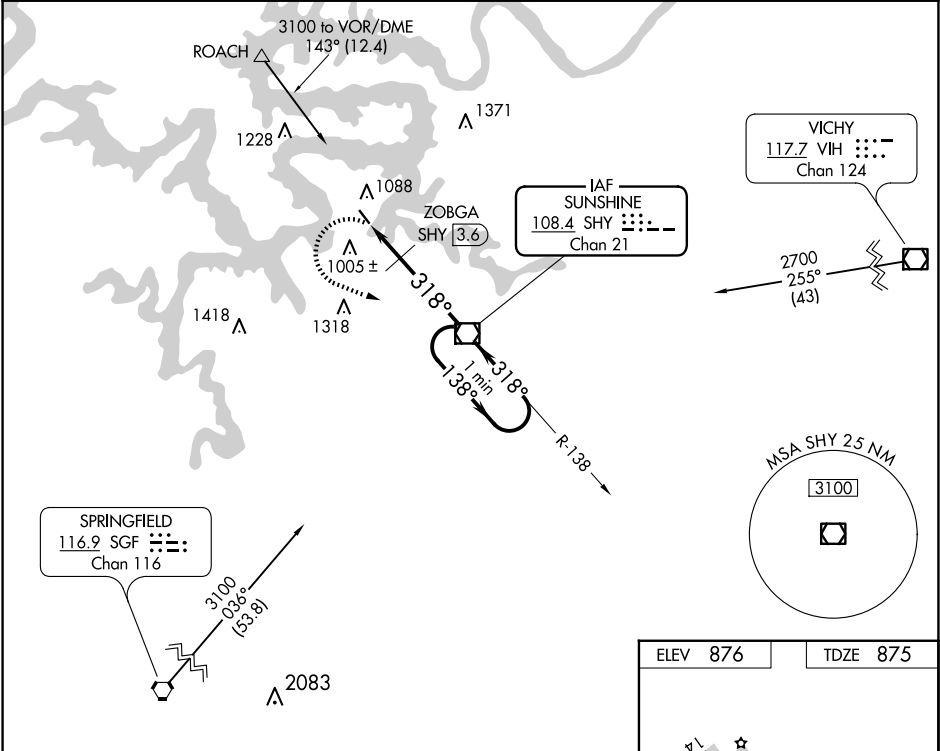 3100 to VOR/DME
143° (12.4)
ROACH
1228
1371
1088
ZOBGA
SHY 3.6
IAF
SUNSHINE
108.4 SHY
Chan 21
VICHY
117.7 VIH
Chan 124
2700
255°
(43)
1005 ±
318°
1418
1318
1 min
138°
318°
R-138
MSA SHY 25 NM
3100
SPRINGFIELD
116.9 SGF
Chan 116
3100
036°
(53.8)
2083
ELEV 876
TDZE 875
14